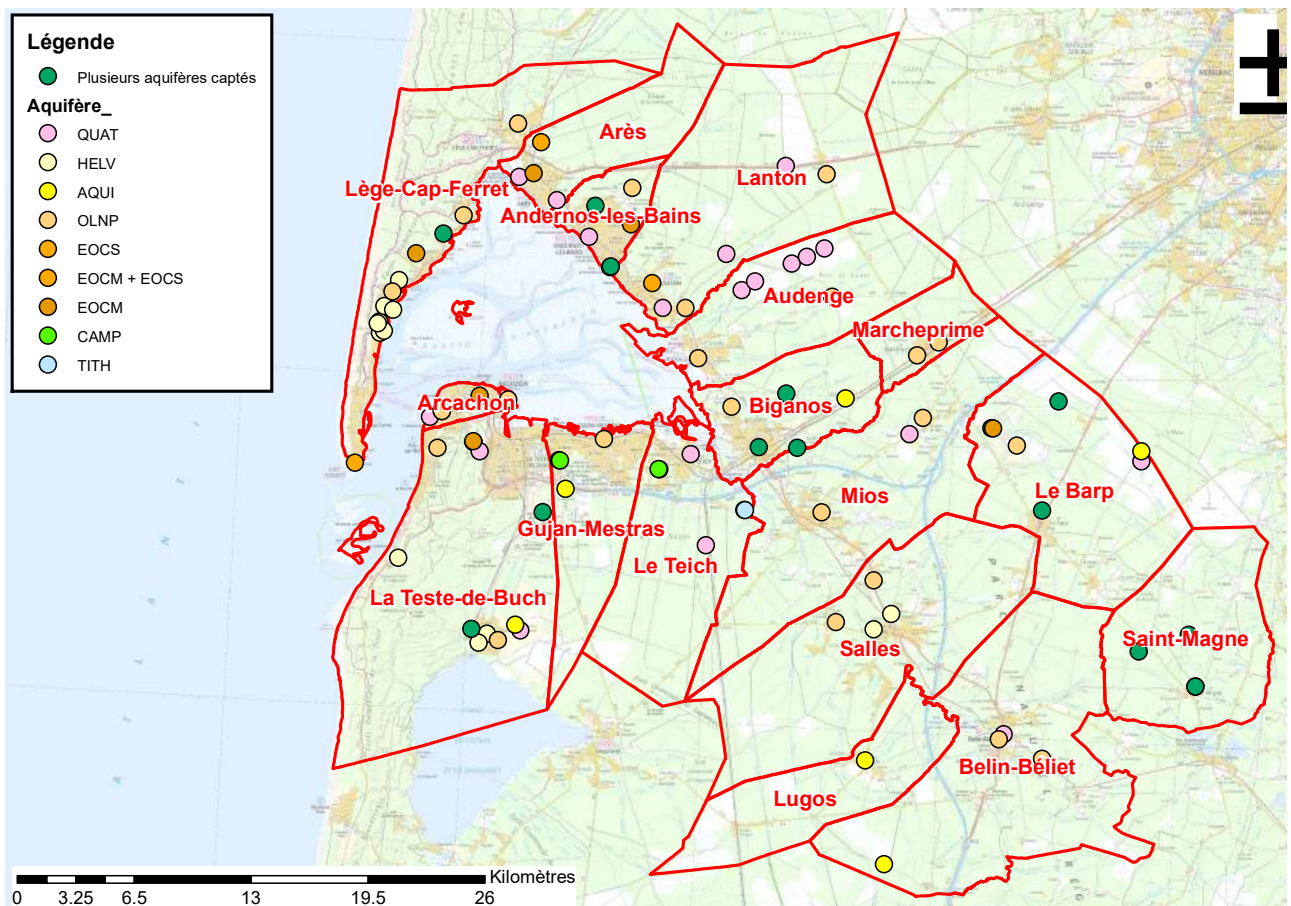 Légende
Plusieurs aquifères captés
Aquifère_
QUAT
HELV
AQUI
OLNP
EOCS
EOCM + EOCS
EOCM
CAMP
TITH
Arès
Lanton
Lège-Cap-Ferret
Andernos-les-Bains
Audenge
Marcheprime
Arcachon
Biganos
Le Barp
Mios
Gujan-Mestras
Le Teich
La Teste-de-Buch
Saint-Magne
Salles
Belin-Béliet
Lugos
Kilomètres
0 3.25 6.5 13 19.5 26